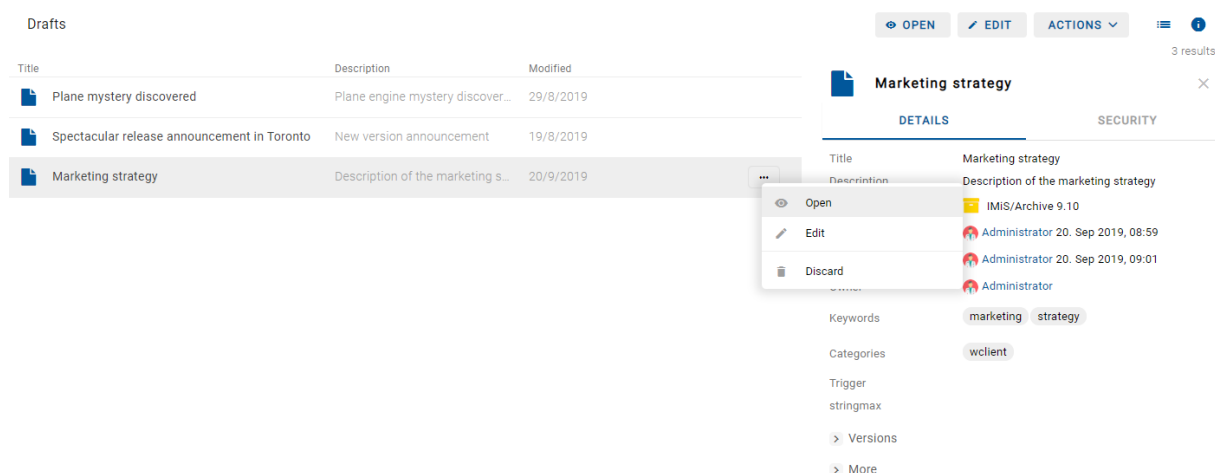 Drafts
OPEN EDIT ACTIONS
3 results
Title Description Modified
Plane mystery discovered Plane engine mystery discover... 29/8/2019
Spectacular release announcement in Toronto New version announcement 19/8/2019
Marketing strategy Description of the marketing s... 20/9/2019
Open
Edit
Discard
Marketing strategy
DETAILS SECURITY
Title Marketing strategy
Description Description of the marketing strategy
IMiS/Archive 9.10
Administrator 20. Sep 2019, 08:59
Administrator 20. Sep 2019, 09:01
Owner Administrator
Keywords marketing strategy
Categories wclient
Trigger
stringmax
Versions
More